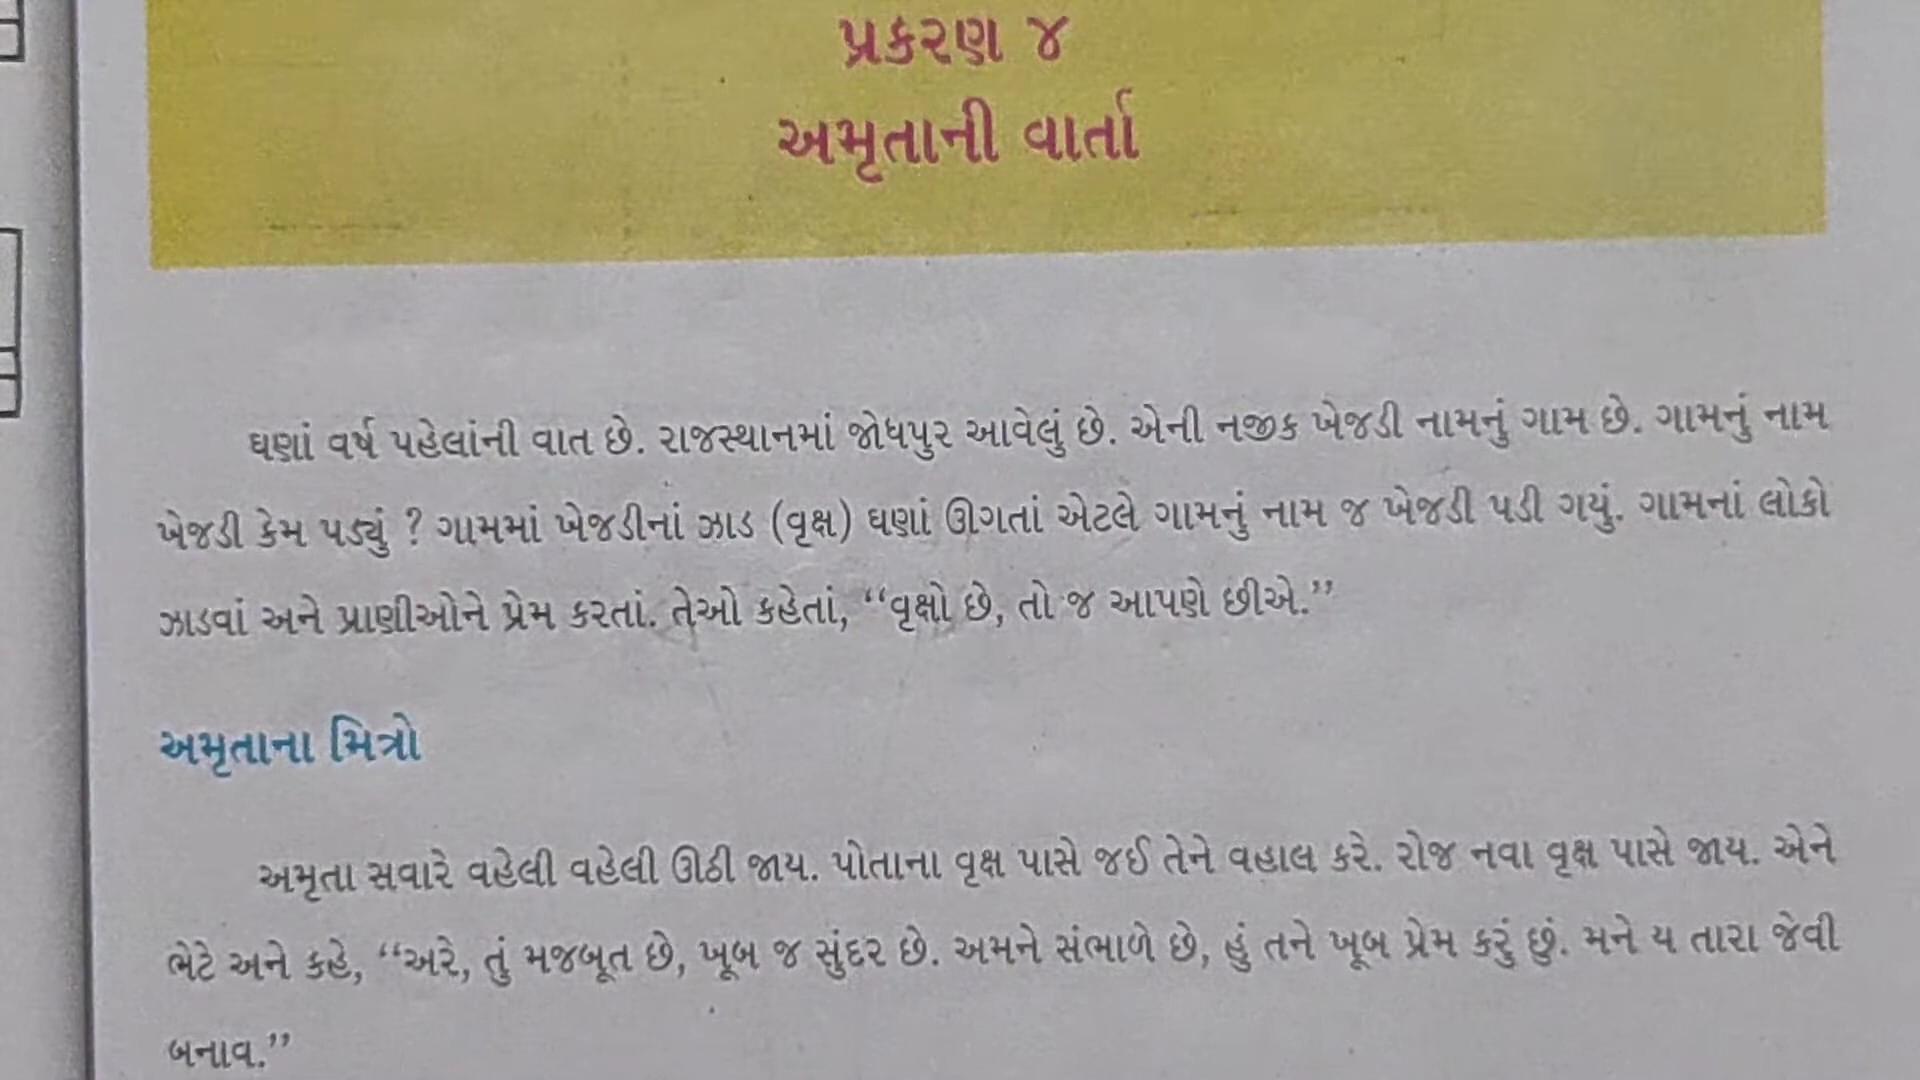 પ્રકરણ ૪
અમૃતાની વાર્તા
ઘણાં વર્ષ પહેલાંની વાત છે. રાજસ્થાનમાં જોધપુર આવેલું છે. એની નજીક ખેજડી નામનું ગામ છે. ગામનું નામ
ખેજડી કેમ પડ્યું ? ગામમાં ખેજડીનાં ઝાડ (વૃક્ષ) ઘણાં ઊગતાં એટલે ગામનું નામ જ ખેજડી પડી ગયું. ગામનાં લોકો
ઝાડવાં અને પ્રાણીઓને પ્રેમ કરતાં. તેઓ કહેતાં, “વૃક્ષો છે, તો જ આપણે છીએ.”
અમૃતાના મિત્રો
અમૃતા સવારે વહેલી વહેલી ઊઠી જાય. પોતાના વૃક્ષ પાસે જઈ તેને વહાલ કરે. રોજ નવા વૃક્ષ પાસે જાય. એને
ભેટે અને કહે, “અરે, તું મજબૂત છે, ખૂબ જ સુંદર છે. અમને સંભાળે છે, હું તને ખૂબ પ્રેમ કરું છું. મને ય તારા જેવી
બનાવ.”